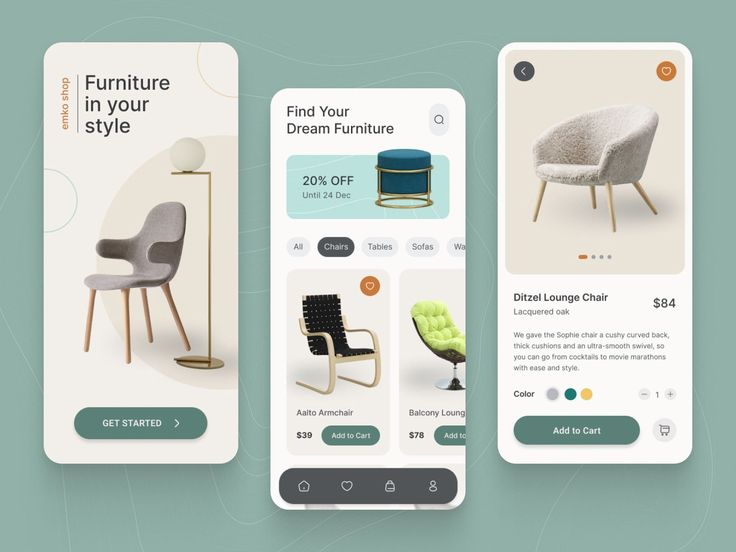 emko shop
Furniture
in your
style
GET STARTED
Find Your
Dream Furniture
20% OFF
Until 24 Dec
All
Chairs
Tables
Sofas
Wa
Aalto Armchair
$39
Add to Cart
Balcony Loung
$78
Add to
Ditzel Lounge Chair
$84
Lacquered oak
We gave the Sophie chair a cushy curved back,
thick cushions and an ultra-smooth swivel, so
you can go from cocktails to movie marathons
with ease and style.
Color
1
Add to Cart